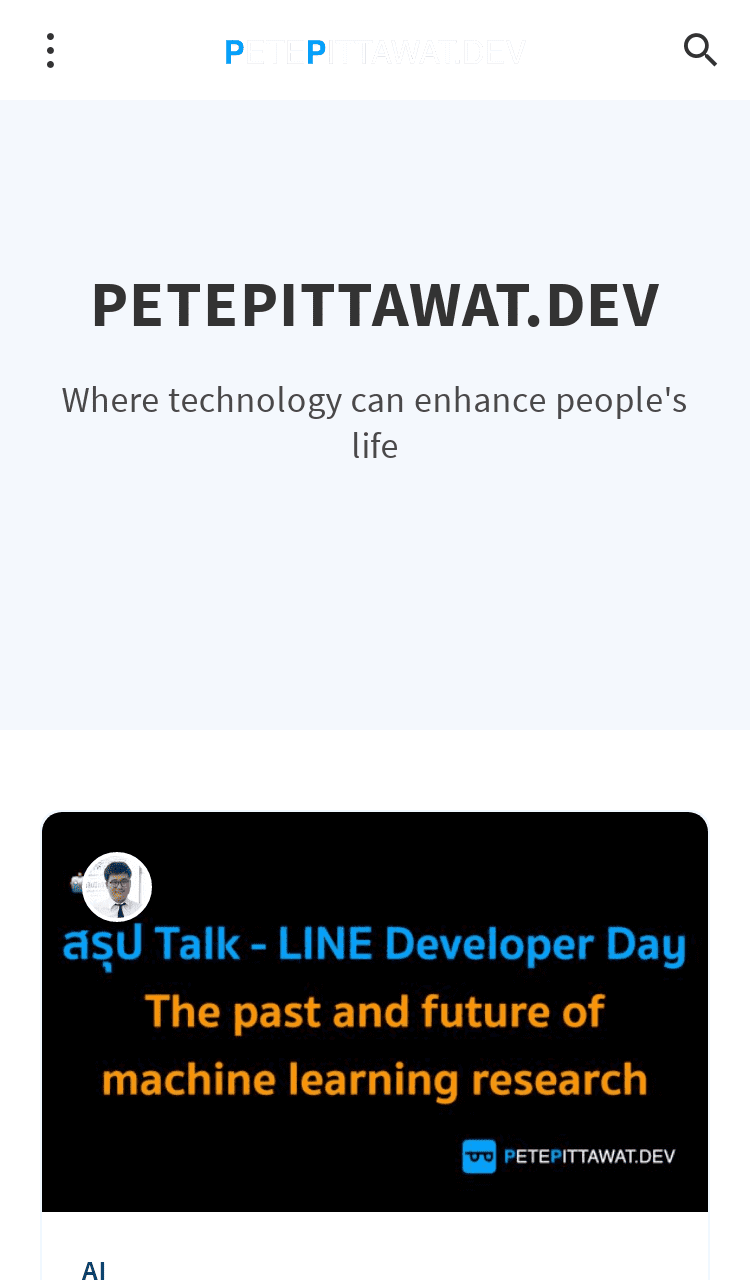 PETEPITTAWAT.DEV
PETEPITTAWAT.DEV
Where technology can enhance people's
life
สรุป Talk - LINE Developer Day
The past and future of
machine learning research
PETEPITTAWAT.DEV
AI